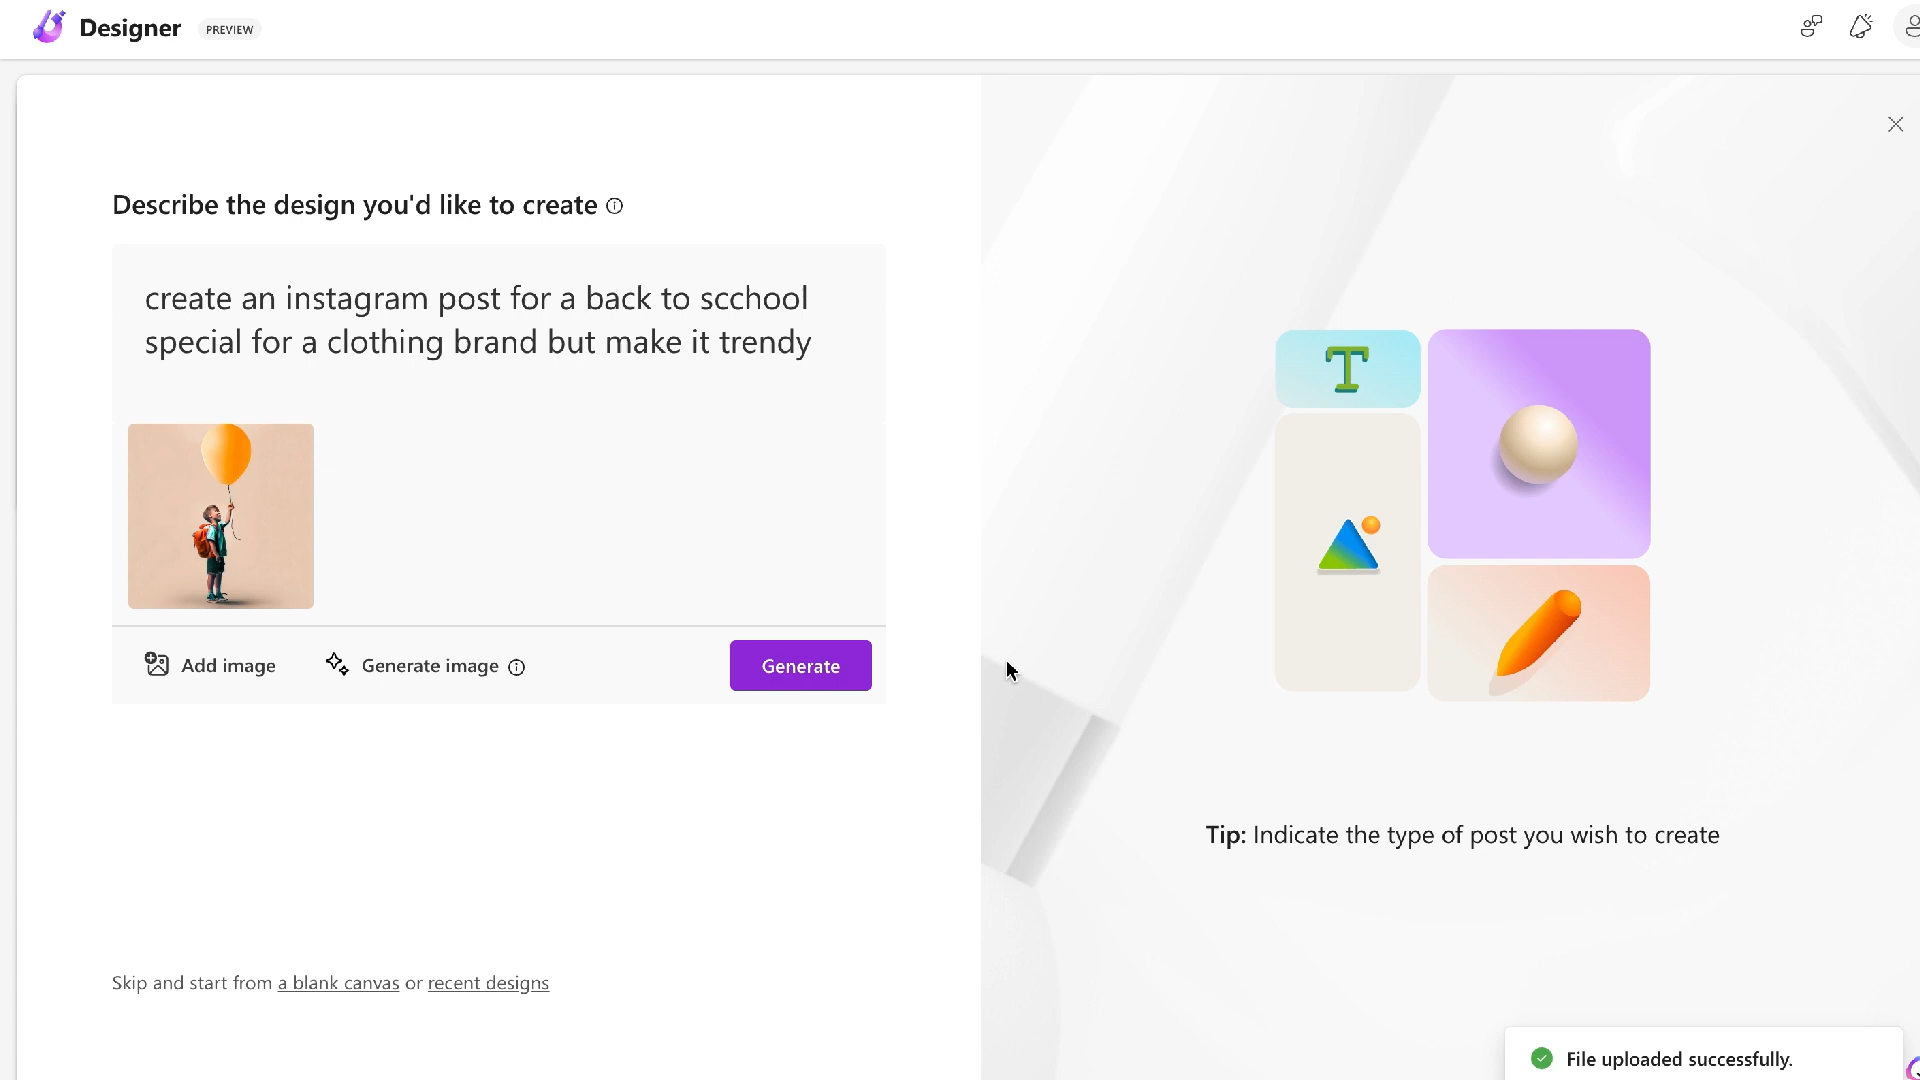 Designer PREVIEW
Describe the design you'd like to create
create an instagram post for a back to scchool
special for a clothing brand but make it trendy
Add image
Generate image
Generate
Skip and start from a blank canvas or recent designs
T
Tip: Indicate the type of post you wish to create
File uploaded successfully.